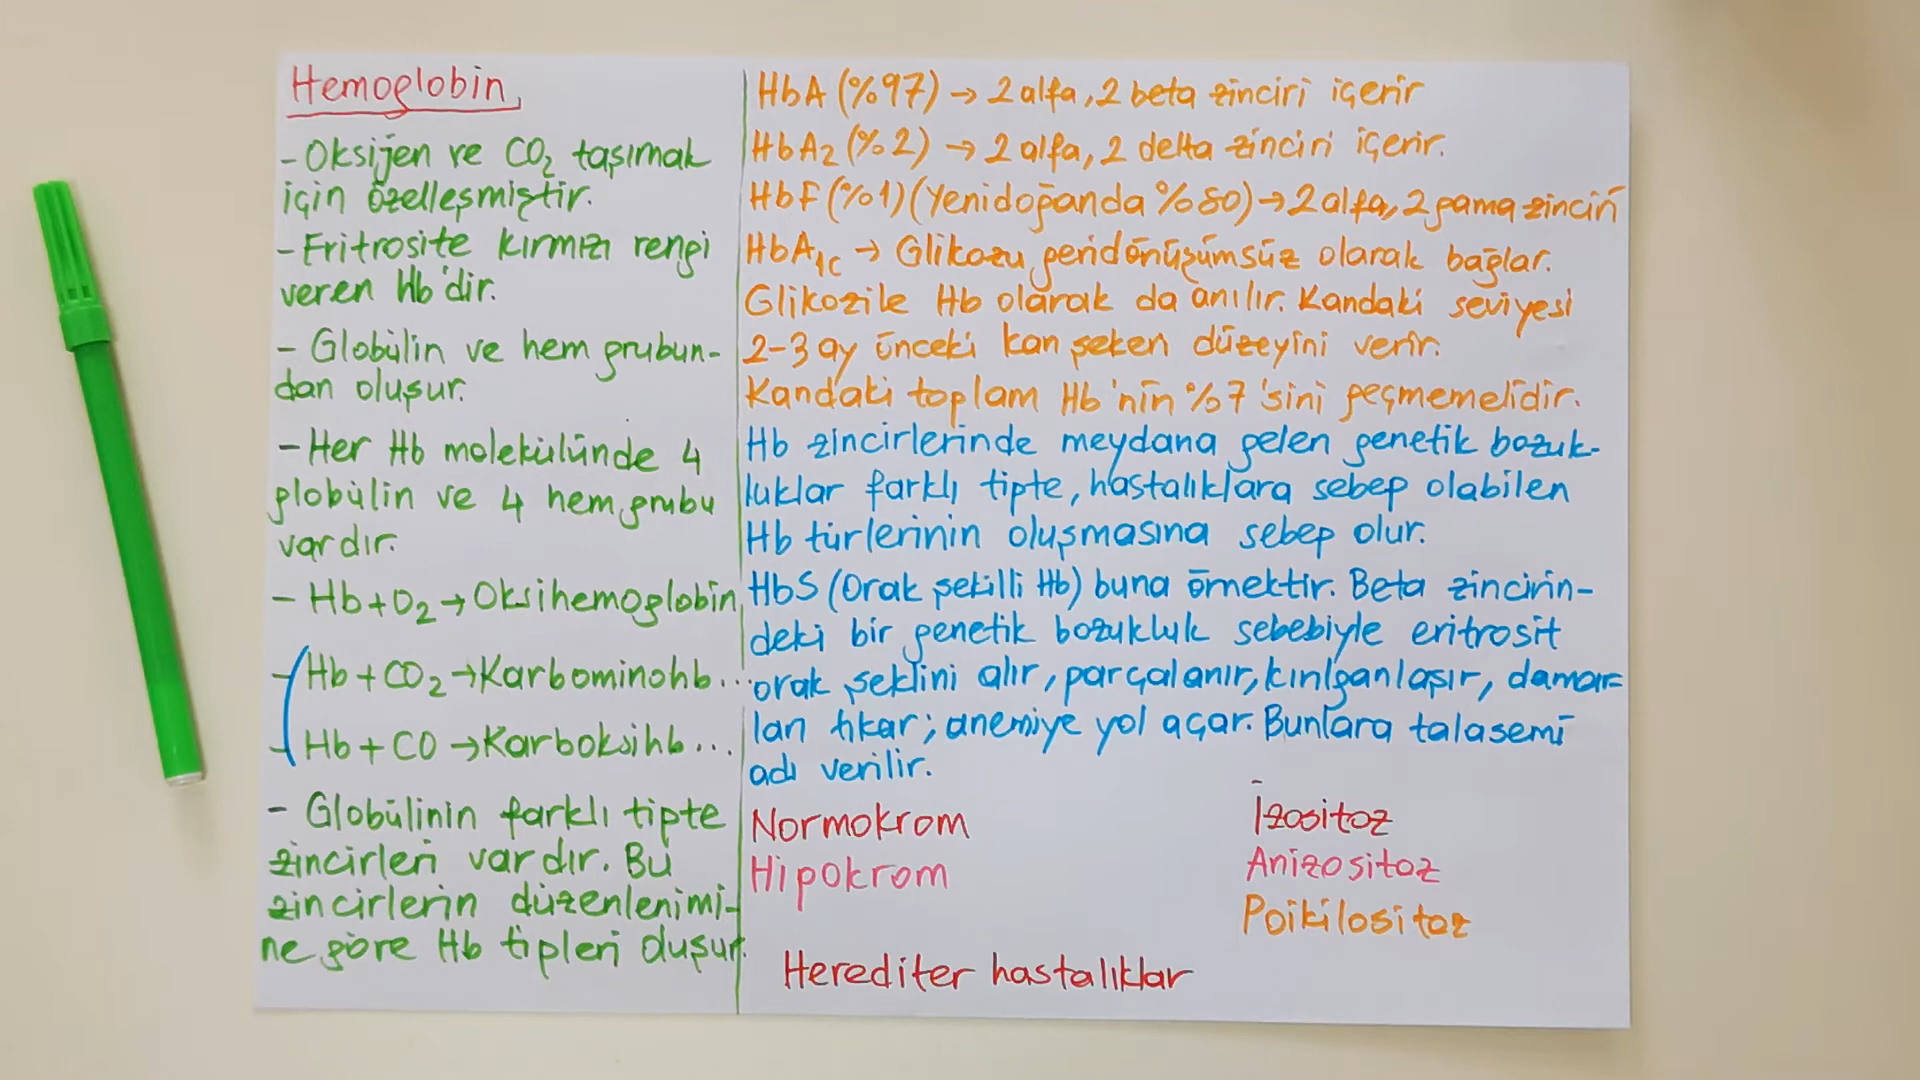 Hemoglobin
- Oksijen ve CO₂ taşımak
için özelleşmiştir.
- Eritrosite kırmızı rengi
veren Hb'dir.
- Globülin ve hem grubun-
dan oluşur.
- Her Hb molekülünde 4
globülin ve 4 hem grubu
vardır.
- Hb + O₂ → Oksihemoglobin
- Hb + CO₂ → Karbominohb...
- Hb + CO → Karboksihb...
- Globülinin farklı tipte
zincirleri vardır. Bu
zincirlerin düzenlenimi-
ne göre Hb tipleri oluşur.
HbA (%97) → 2 alfa, 2 beta zinciri içerir
HbA₂ (%2) → 2 alfa, 2 delta zinciri içerir.
HbF (%1) (Yenidoğanda %80) → 2 alfa, 2 gama zinciri
HbA₁c → Glikozu geridönüşümsüz olarak bağlar.
Glikozile Hb olarak da anılır. Kandaki seviyesi
2-3 ay önceki kan şekeri düzeyini verir.
Kandaki toplam Hb'nin %7'sini geçmemelidir.
Hb zincirlerinde meydana gelen genetik bozuk-
luklar farklı tipte, hastalıklara sebep olabilen
Hb türlerinin oluşmasına sebep olur.
HbS (Orak şekilli Hb) buna örnektir. Beta zincirin-
deki bir genetik bozukluk sebebiyle eritrosit
orak şeklini alır, parçalanır, kırılganlaşır, damar-
ları tıkar; anemiye yol açar. Bunlara talasemi
adı verilir.
Normokrom
Hipokrom
İzositoz
Anizositoz
Poikilositoz
Herediter hastalıklar